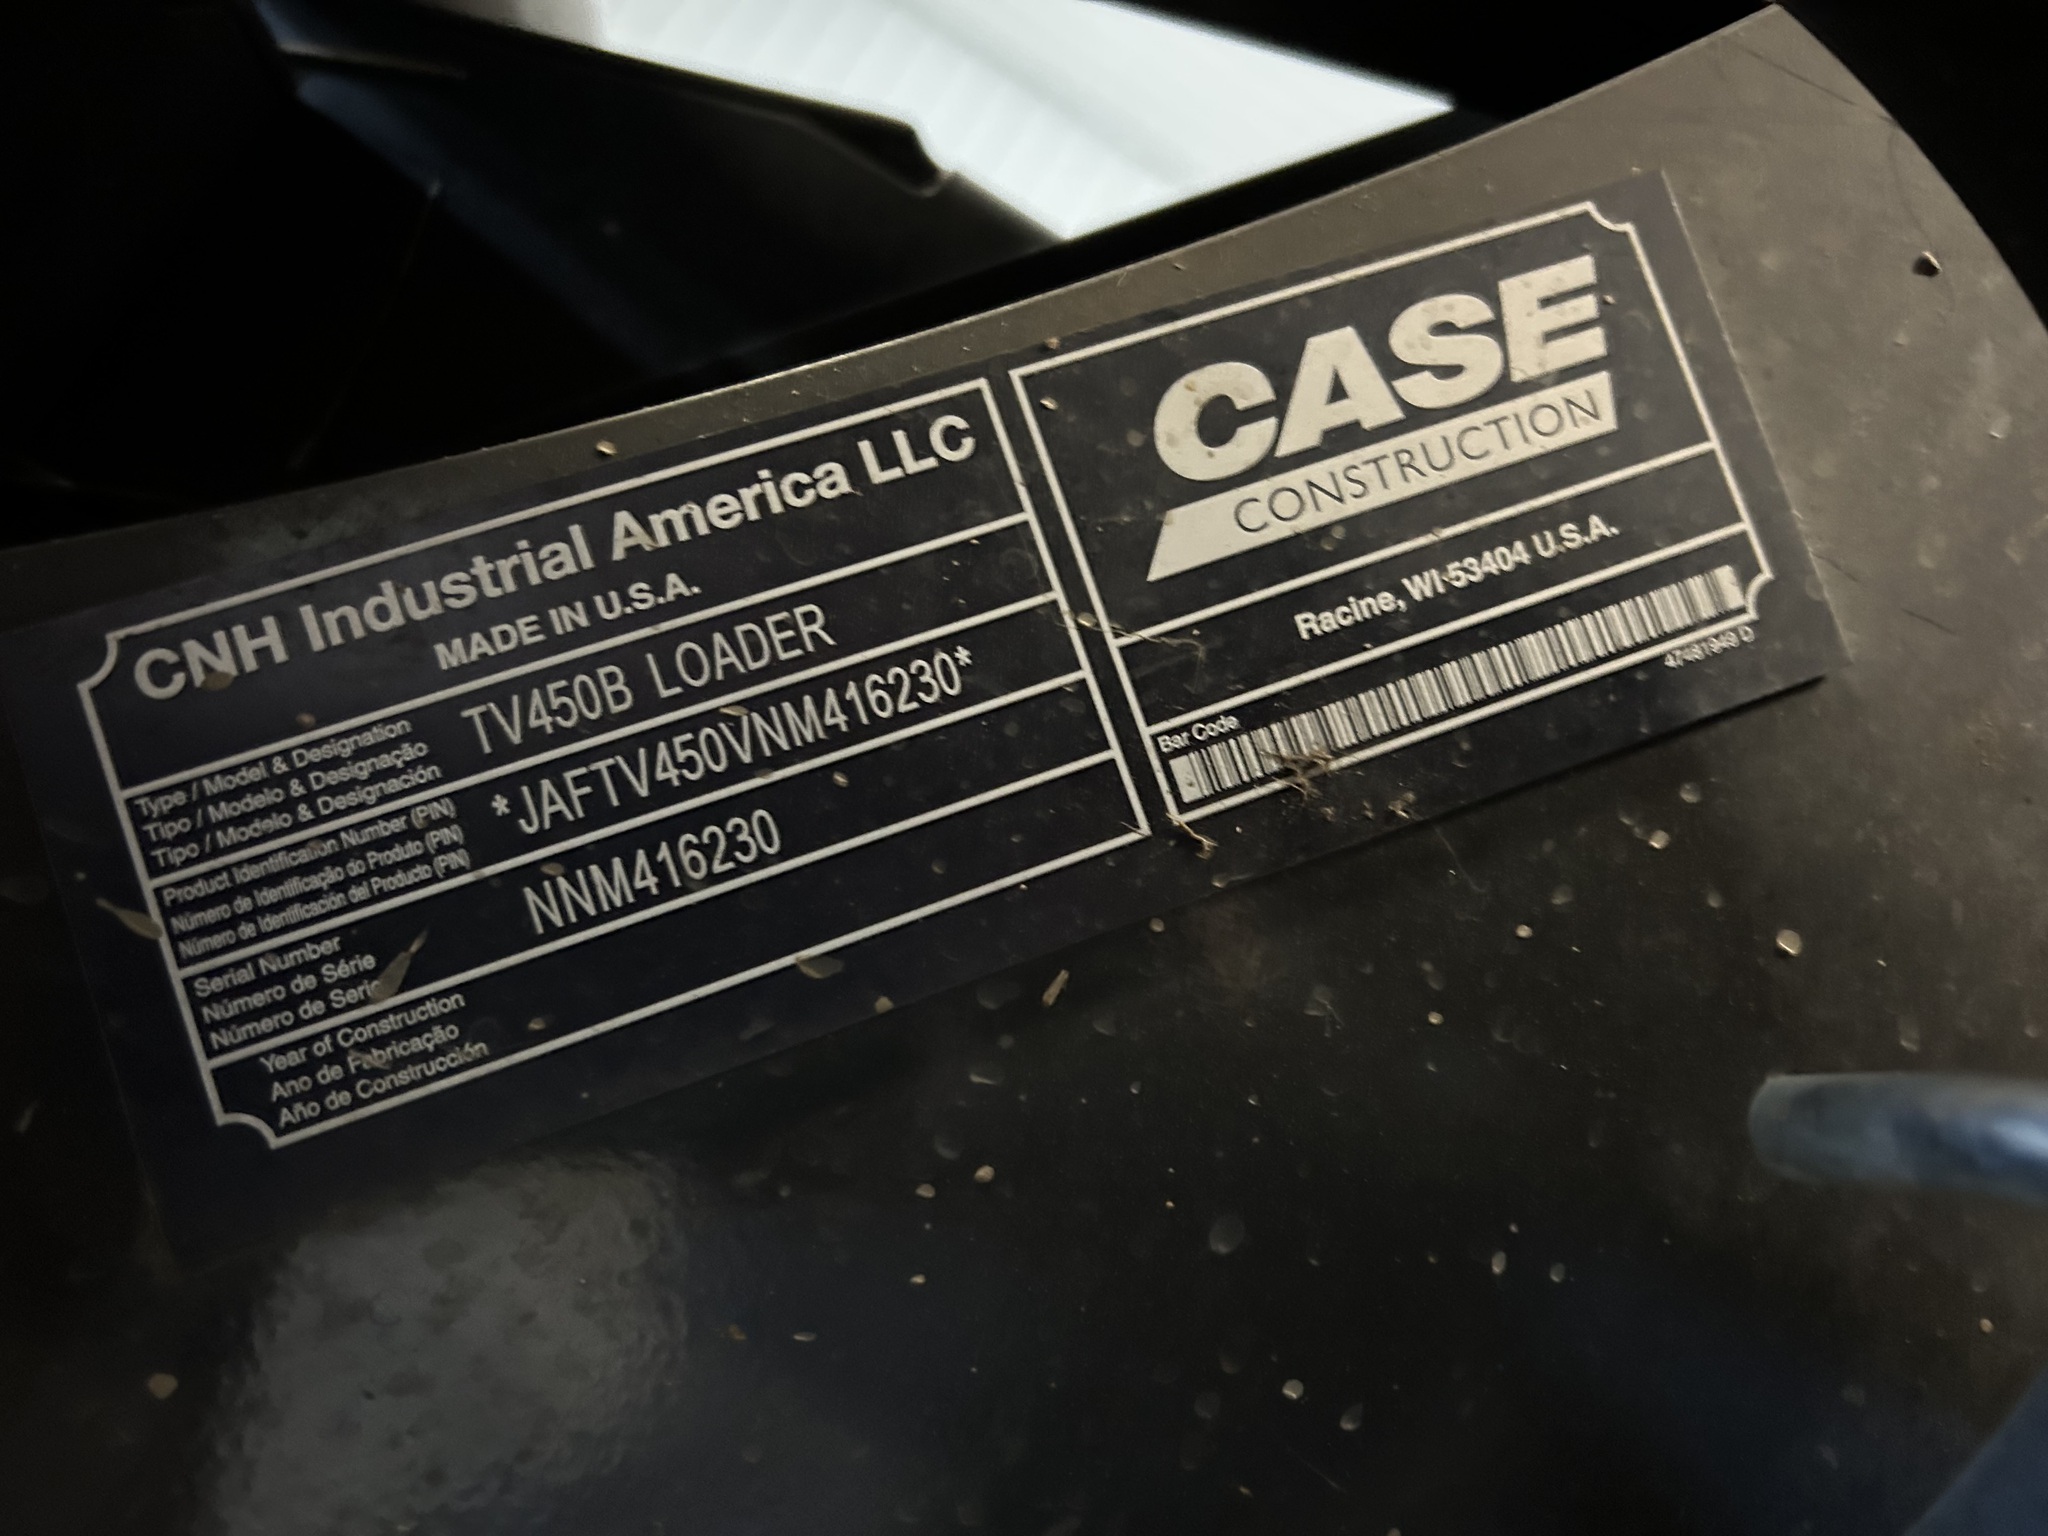 CNH Industrial America LLC
MADE IN U.S.A.
Type / Model & Designation
Tipo / Modelo & Designação
Tipo / Modelo & Designación
TV450B LOADER
Product Identification Number (PIN)
Número de Identificação do Produto (PIN)
Número de Identificación del Producto (PIN)
*JAFTV450VNM416230*
Serial Number
Número de Série
Número de Serie
NNM416230
Year of Construction
Ano de Fabricação
Año de Construcción
CASE
CONSTRUCTION
Racine, WI 53404 U.S.A.
Bar Code
47481949 D